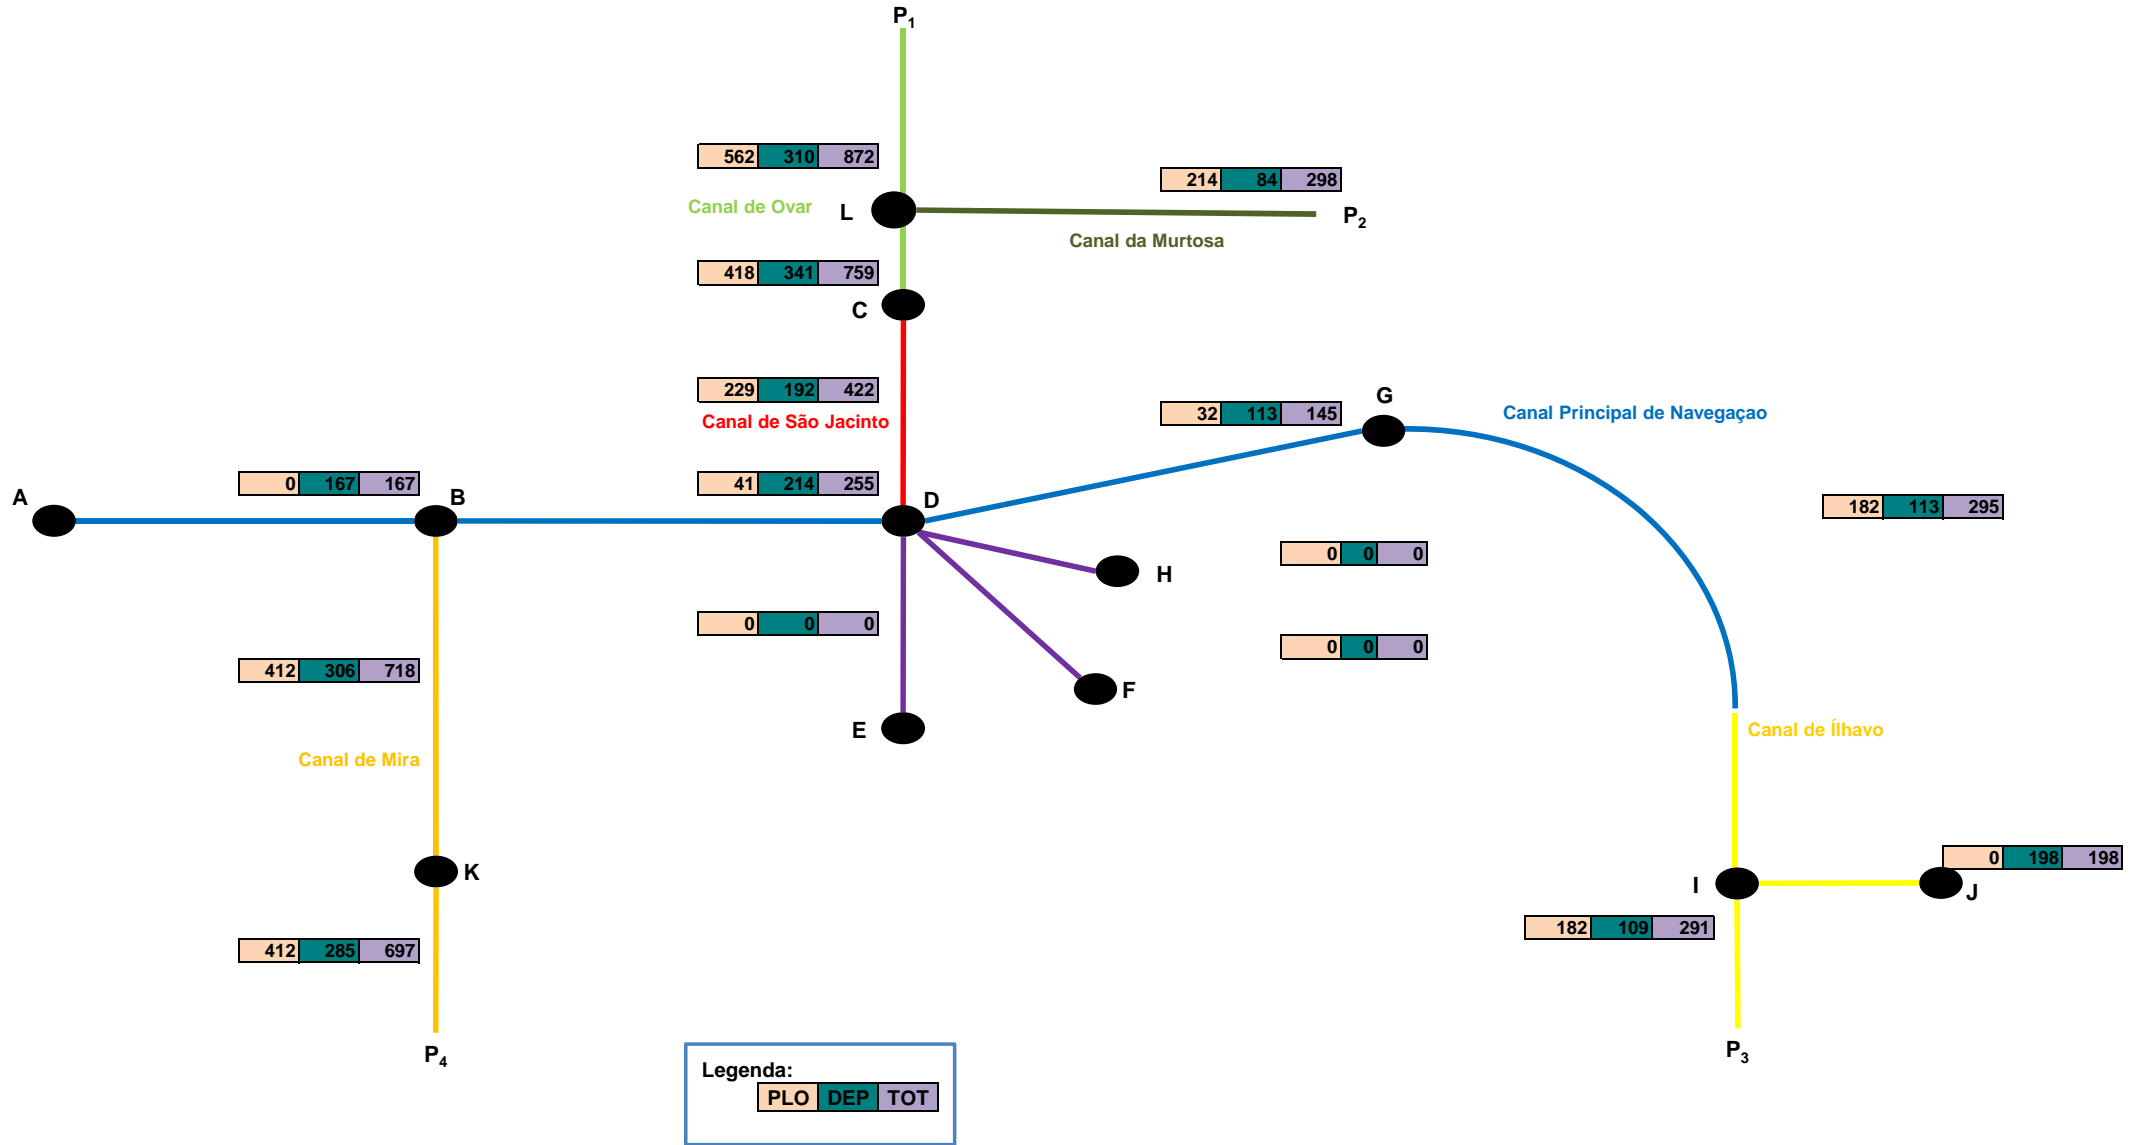 P1
562 310 872
214 84 298
Canal de Ovar
L
P2
Canal da Murtosa
418 341 759
C
229 192 422
G
32 113 145
Canal Principal de Navegaçao
Canal de São Jacinto
0 167 167
41 214 255
A
B
D
182 113 295
0 0 0
H
0 0 0
0 0 0
412 306 718
F
E
Canal de Ílhavo
Canal de Mira
0 198 198
K
I
J
182 109 291
412 285 697
P4
P3
Legenda:
PLO DEP TOT